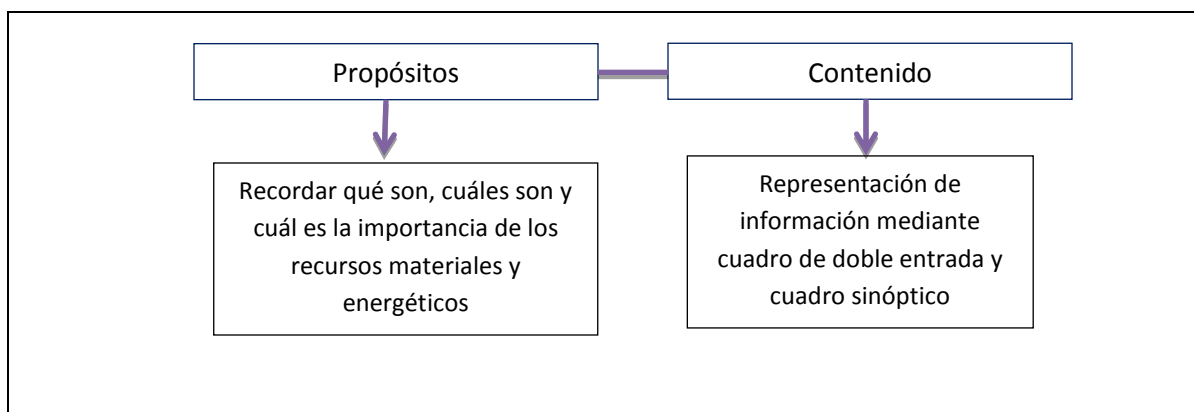 Propósitos
Contenido
Recordar qué son, cuáles son y
cuál es la importancia de los
recursos materiales y
energéticos
Representación de
información mediante
cuadro de doble entrada y
cuadro sinóptico